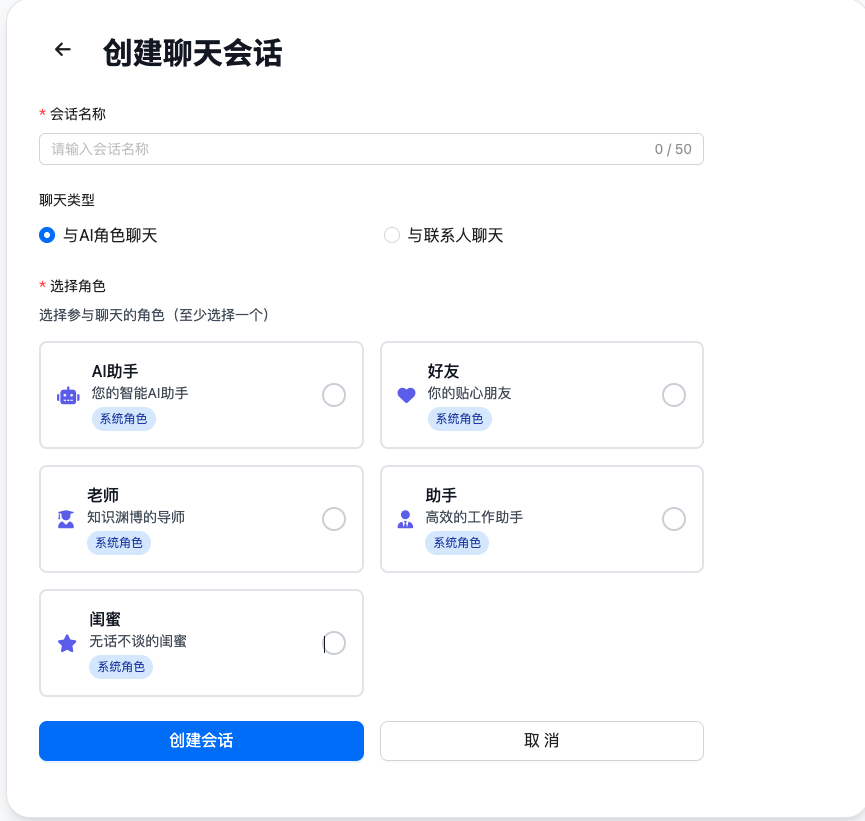 创建聊天会话
* 会话名称
请输入会话名称 0 / 50
聊天类型
与AI角色聊天 与联系人聊天
* 选择角色
选择参与聊天的角色（至少选择一个）
AI助手
您的智能AI助手
系统角色
好友
你的贴心朋友
系统角色
老师
知识渊博的导师
系统角色
助手
高效的工作助手
系统角色
闺蜜
无话不谈的闺蜜
系统角色
创建会话 取 消